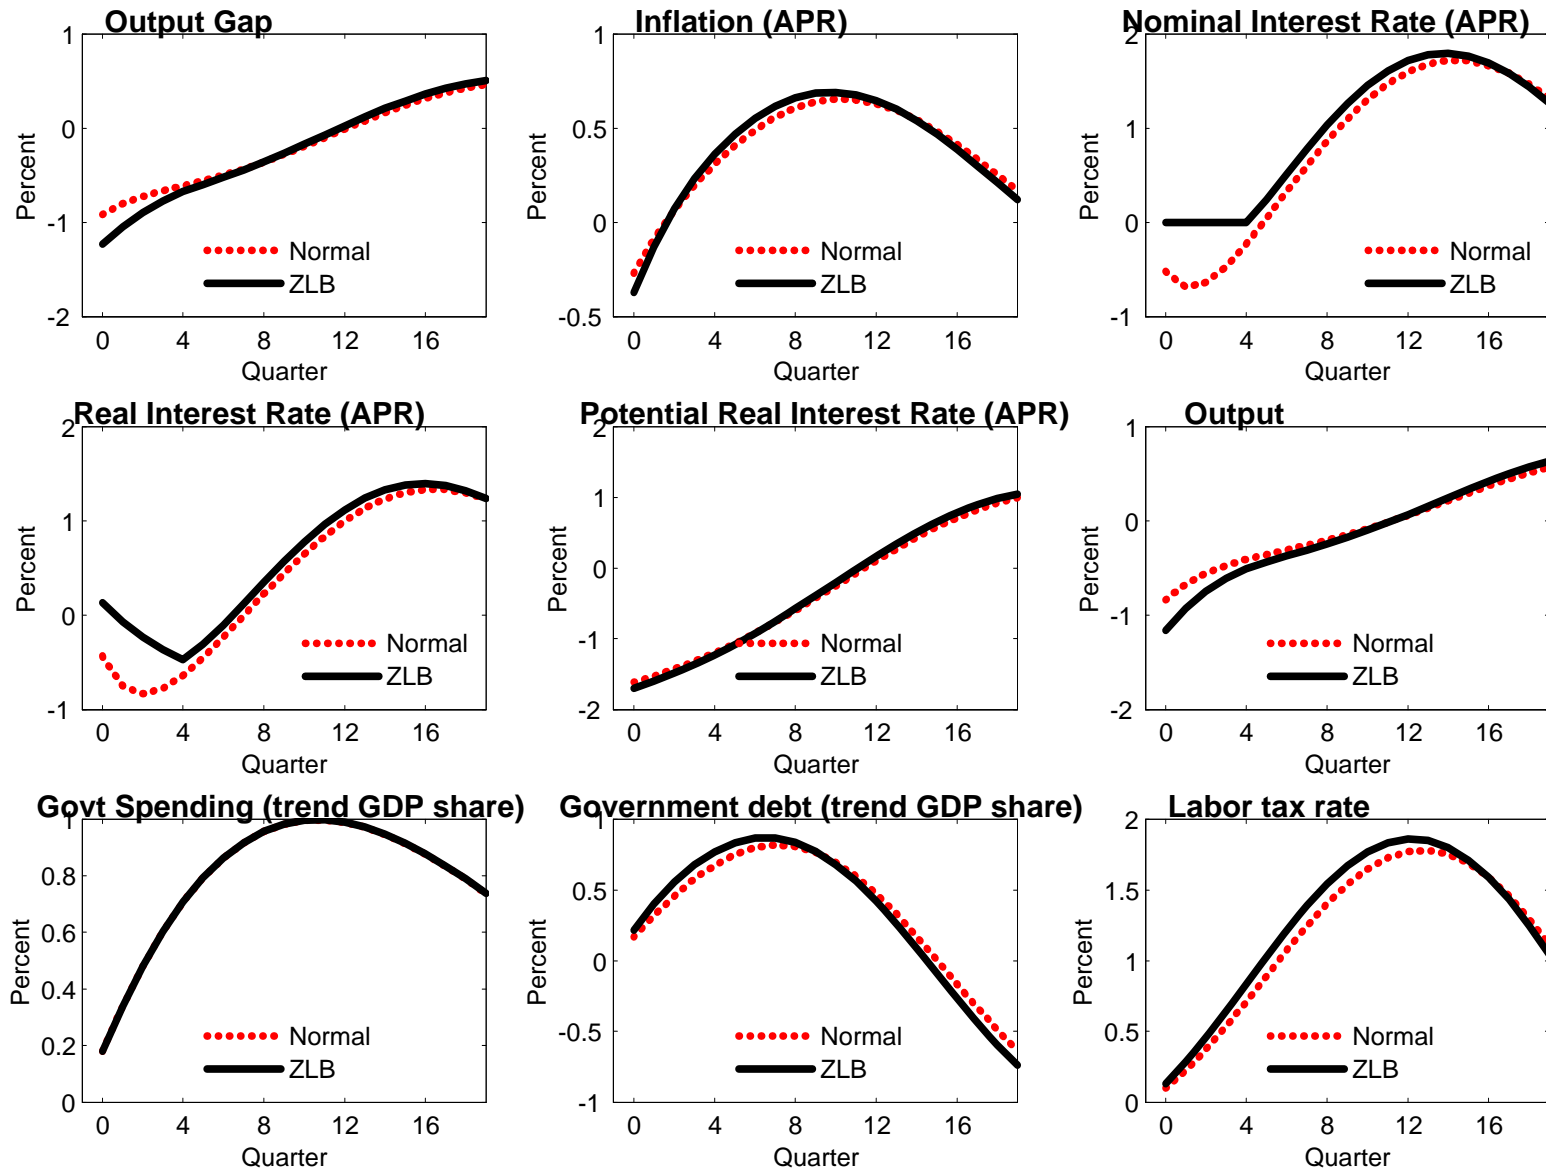 Output Gap
Inflation (APR)
Nominal Interest Rate (APR)
1
0
-1
-2
Percent
Normal
ZLB
0 4 8 12 16
Quarter
1
0.5
0
-0.5
Percent
Normal
ZLB
0 4 8 12 16
Quarter
2
1
0
-1
Percent
Normal
ZLB
0 4 8 12 16
Quarter
Real Interest Rate (APR)
Potential Real Interest Rate (APR)
Output
2
1
0
-1
Percent
Normal
ZLB
0 4 8 12 16
Quarter
2
1
0
-1
-2
Percent
Normal
ZLB
0 4 8 12 16
Quarter
1
0
-1
-2
Percent
Normal
ZLB
0 4 8 12 16
Quarter
Govt Spending (trend GDP share)
Government debt (trend GDP share)
Labor tax rate
1
0.8
0.6
0.4
0.2
0
Percent
Normal
ZLB
0 4 8 12 16
Quarter
1
0.5
0
-0.5
-1
Percent
Normal
ZLB
0 4 8 12 16
Quarter
2
1.5
1
0.5
0
Percent
Normal
ZLB
0 4 8 12 16
Quarter